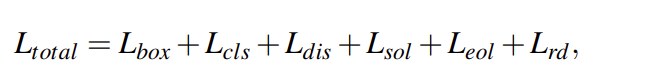 L_{total} = L_{box} + L_{cls} + L_{dis} + L_{sol} + L_{eol} + L_{rd},